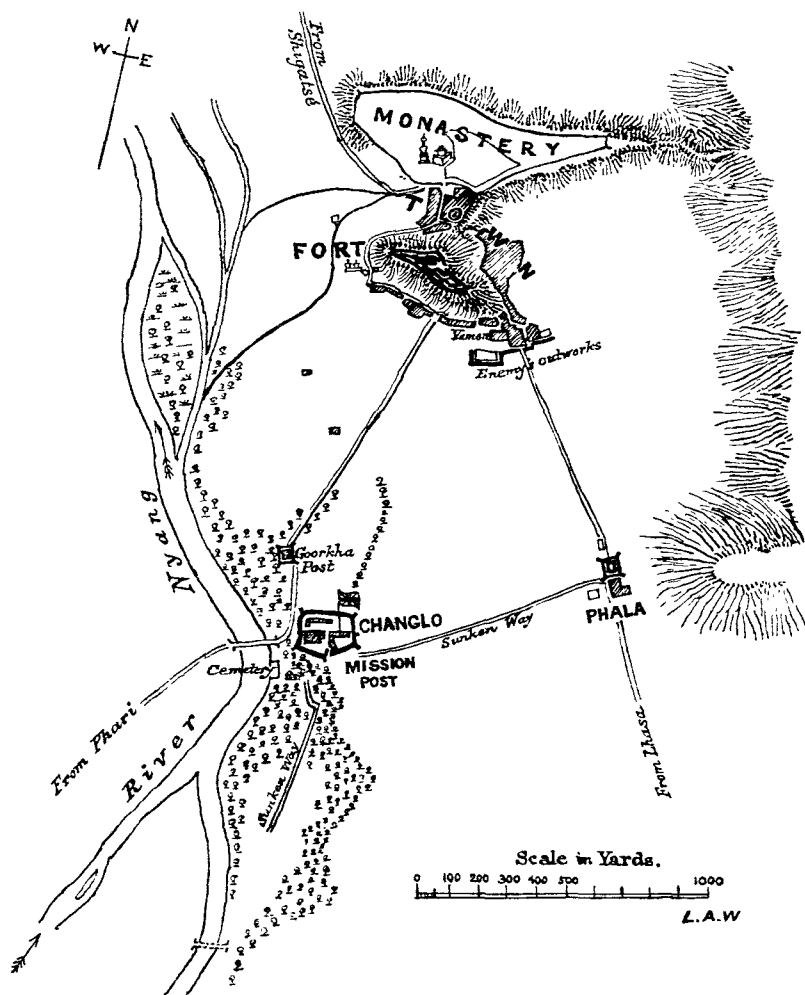 N
W E
From Shigatsé
MONASTERY
FORT
TOWN
Yamen
Enemy's outworks
Nyang
River
Goorkha
Post
CHANGLO
MISSION
POST
Cemetery
Sunken Way
PHALA
From Phari
Sunken Way
From Lhasa
Scale in Yards.
0 100 200 300 400 500 1000
L.A.W